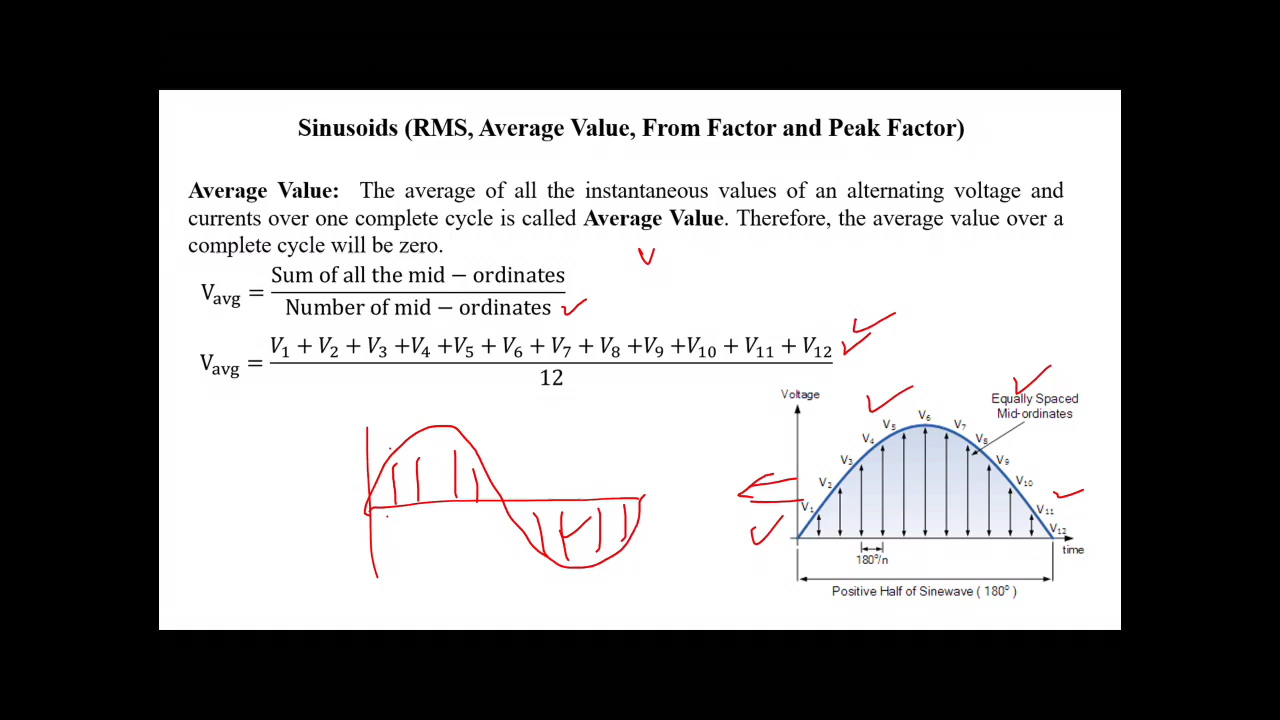 Sinusoids (RMS, Average Value, From Factor and Peak Factor)
Average Value: The average of all the instantaneous values of an alternating voltage and
currents over one complete cycle is called Average Value. Therefore, the average value over a
complete cycle will be zero.
V_avg = Sum of all the mid − ordinates / Number of mid − ordinates
V_avg = V₁ + V₂ + V₃ +V₄ +V₅ + V₆ + V₇ + V₈ +V₉ +V₁₀ + V₁₁ + V₁₂ / 12
Voltage
Equally Spaced
Mid-ordinates
V₁
V₂
V₃
V₄
V₅
V₆
V₇
V₈
V₉
V₁₀
V₁₁
V₁₂
time
180°/n
Positive Half of Sinewave ( 180° )